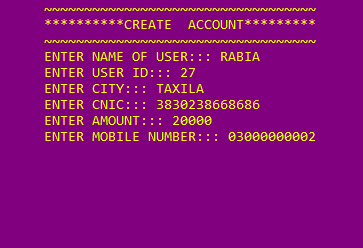 ~~~~~~~~~~~~~~~~~~~~~~~~~~~~~~~~~~
**********CREATE  ACCOUNT*********
~~~~~~~~~~~~~~~~~~~~~~~~~~~~~~~~~~
ENTER NAME OF USER::: RABIA
ENTER USER ID::: 27
ENTER CITY::: TAXILA
ENTER CNIC::: 3830238668686
ENTER AMOUNT::: 20000
ENTER MOBILE NUMBER::: 03000000002